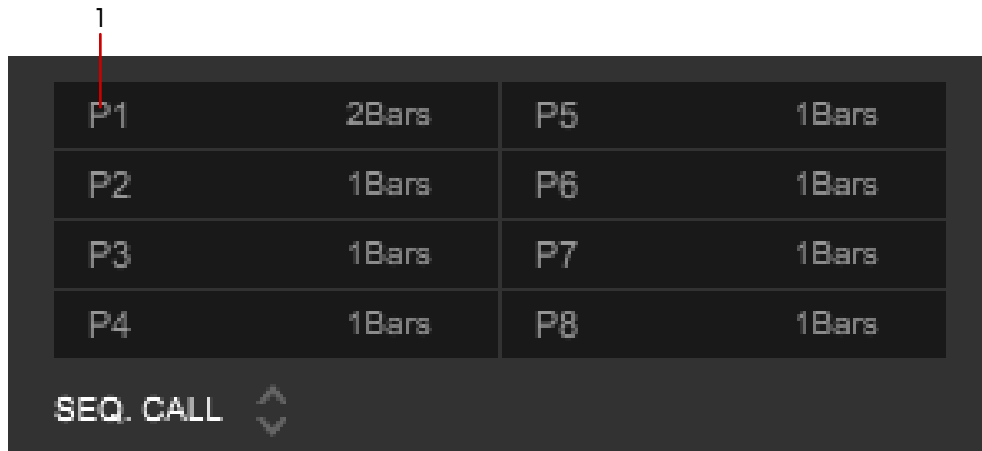 1
P1 2Bars P5 1Bars
P2 1Bars P6 1Bars
P3 1Bars P7 1Bars
P4 1Bars P8 1Bars
SEQ. CALL